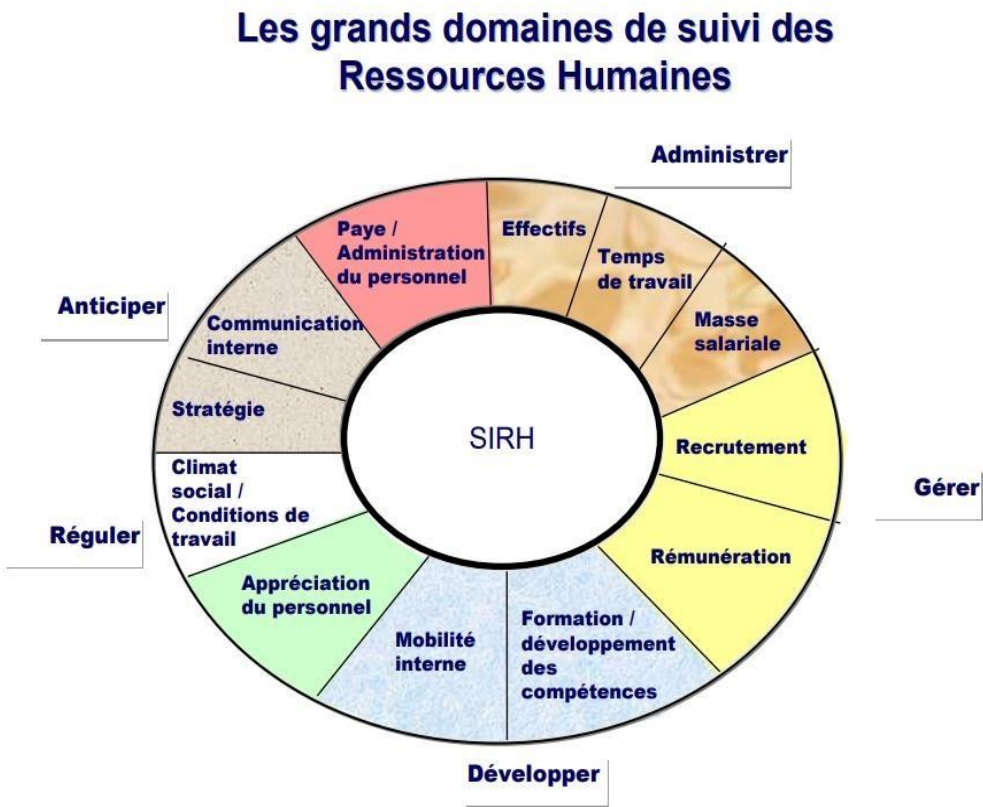 Les grands domaines de suivi des
Ressources Humaines
Administrer
Paye /
Administration
du personnel
Effectifs
Temps
de travail
Masse
salariale
Anticiper
Communication
interne
Stratégie
SIRH
Recrutement
Gérer
Rémunération
Climat
social /
Conditions de
travail
Réguler
Appréciation
du personnel
Mobilité
interne
Formation /
développement
des
compétences
Développer